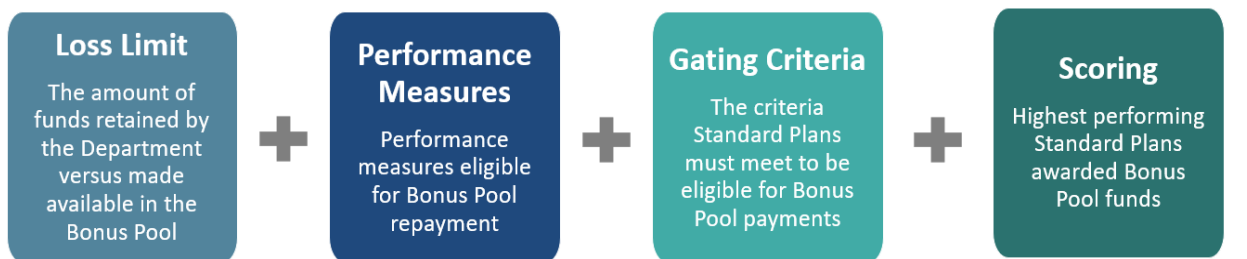 Loss Limit
The amount of
funds retained by
the Department
versus made
available in the
Bonus Pool
Performance
Measures
Performance
measures eligible
for Bonus Pool
repayment
Gating Criteria
The criteria
Standard Plans
must meet to be
eligible for Bonus
Pool payments
Scoring
Highest performing
Standard Plans
awarded Bonus
Pool funds